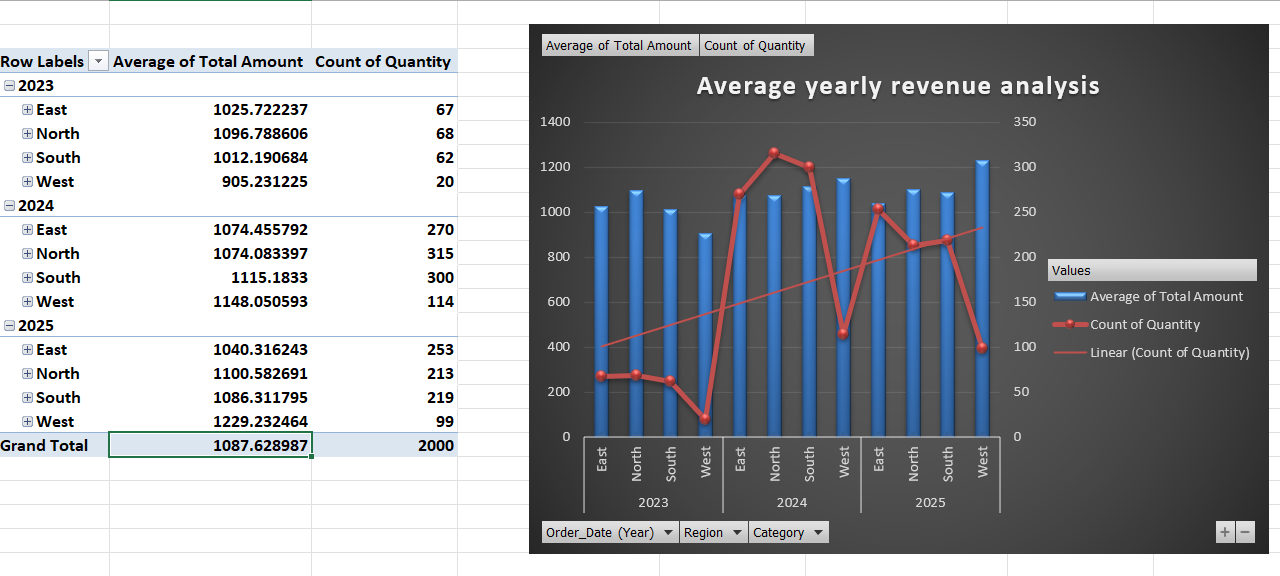 Row Labels Average of Total Amount Count of Quantity
2023
East 1025.722237 67
North 1096.788606 68
South 1012.190684 62
West 905.231225 20
2024
East 1074.455792 270
North 1074.083397 315
South 1115.1833 300
West 1148.050593 114
2025
East 1040.316243 253
North 1100.582691 213
South 1086.311795 219
West 1229.232464 99
Grand Total 1087.628987 2000
Average of Total Amount Count of Quantity
Average yearly revenue analysis
1400 350
1200 300
1000 250
800 200
600 150
400 100
200 50
0 0
Values
Average of Total Amount
Count of Quantity
Linear (Count of Quantity)
East North South West East North South West East North South West
2023 2024 2025
Order_Date (Year) Region Category
+ −